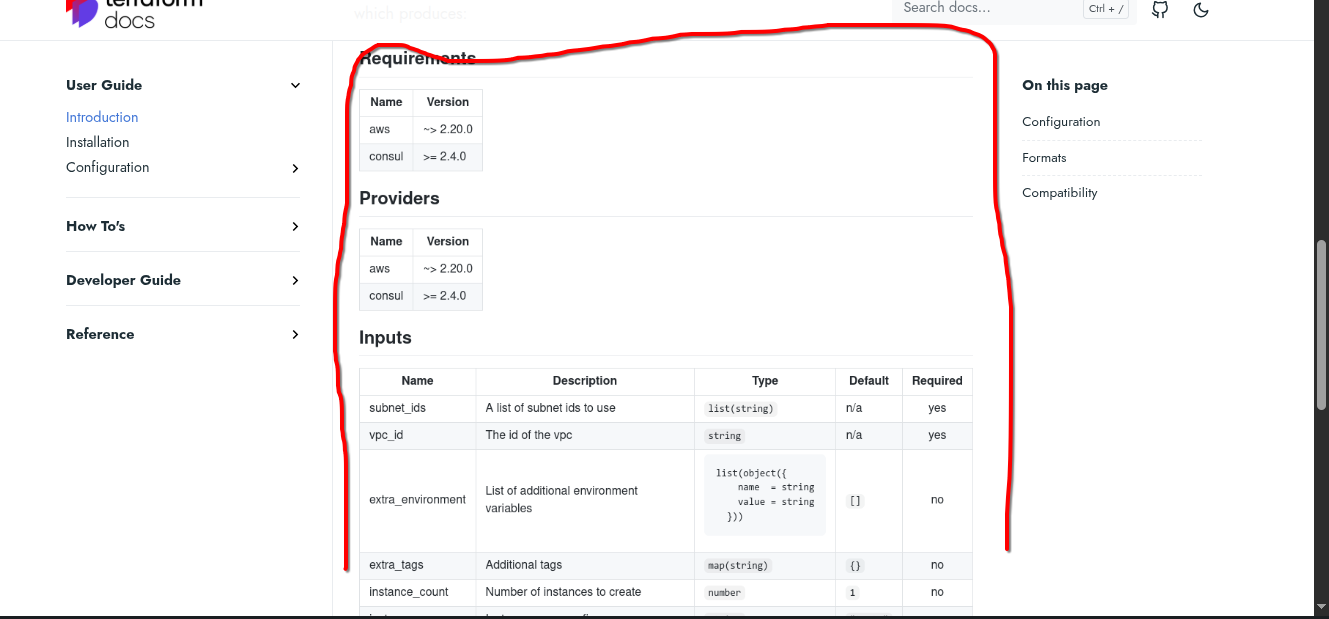 terraform
docs
which produces:
Search docs...
Ctrl + /
User Guide
Introduction
Installation
Configuration
How To's
Developer Guide
Reference
Requirements
Name Version
aws ~> 2.20.0
consul >= 2.4.0
Providers
Name Version
aws ~> 2.20.0
consul >= 2.4.0
Inputs
Name Description Type Default Required
subnet_ids A list of subnet ids to use list(string) n/a yes
vpc_id The id of the vpc string n/a yes
extra_environment List of additional environment variables list(object({
name = string
value = string
})) [] no
extra_tags Additional tags map(string) {} no
instance_count Number of instances to create number 1 no
On this page
Configuration
Formats
Compatibility